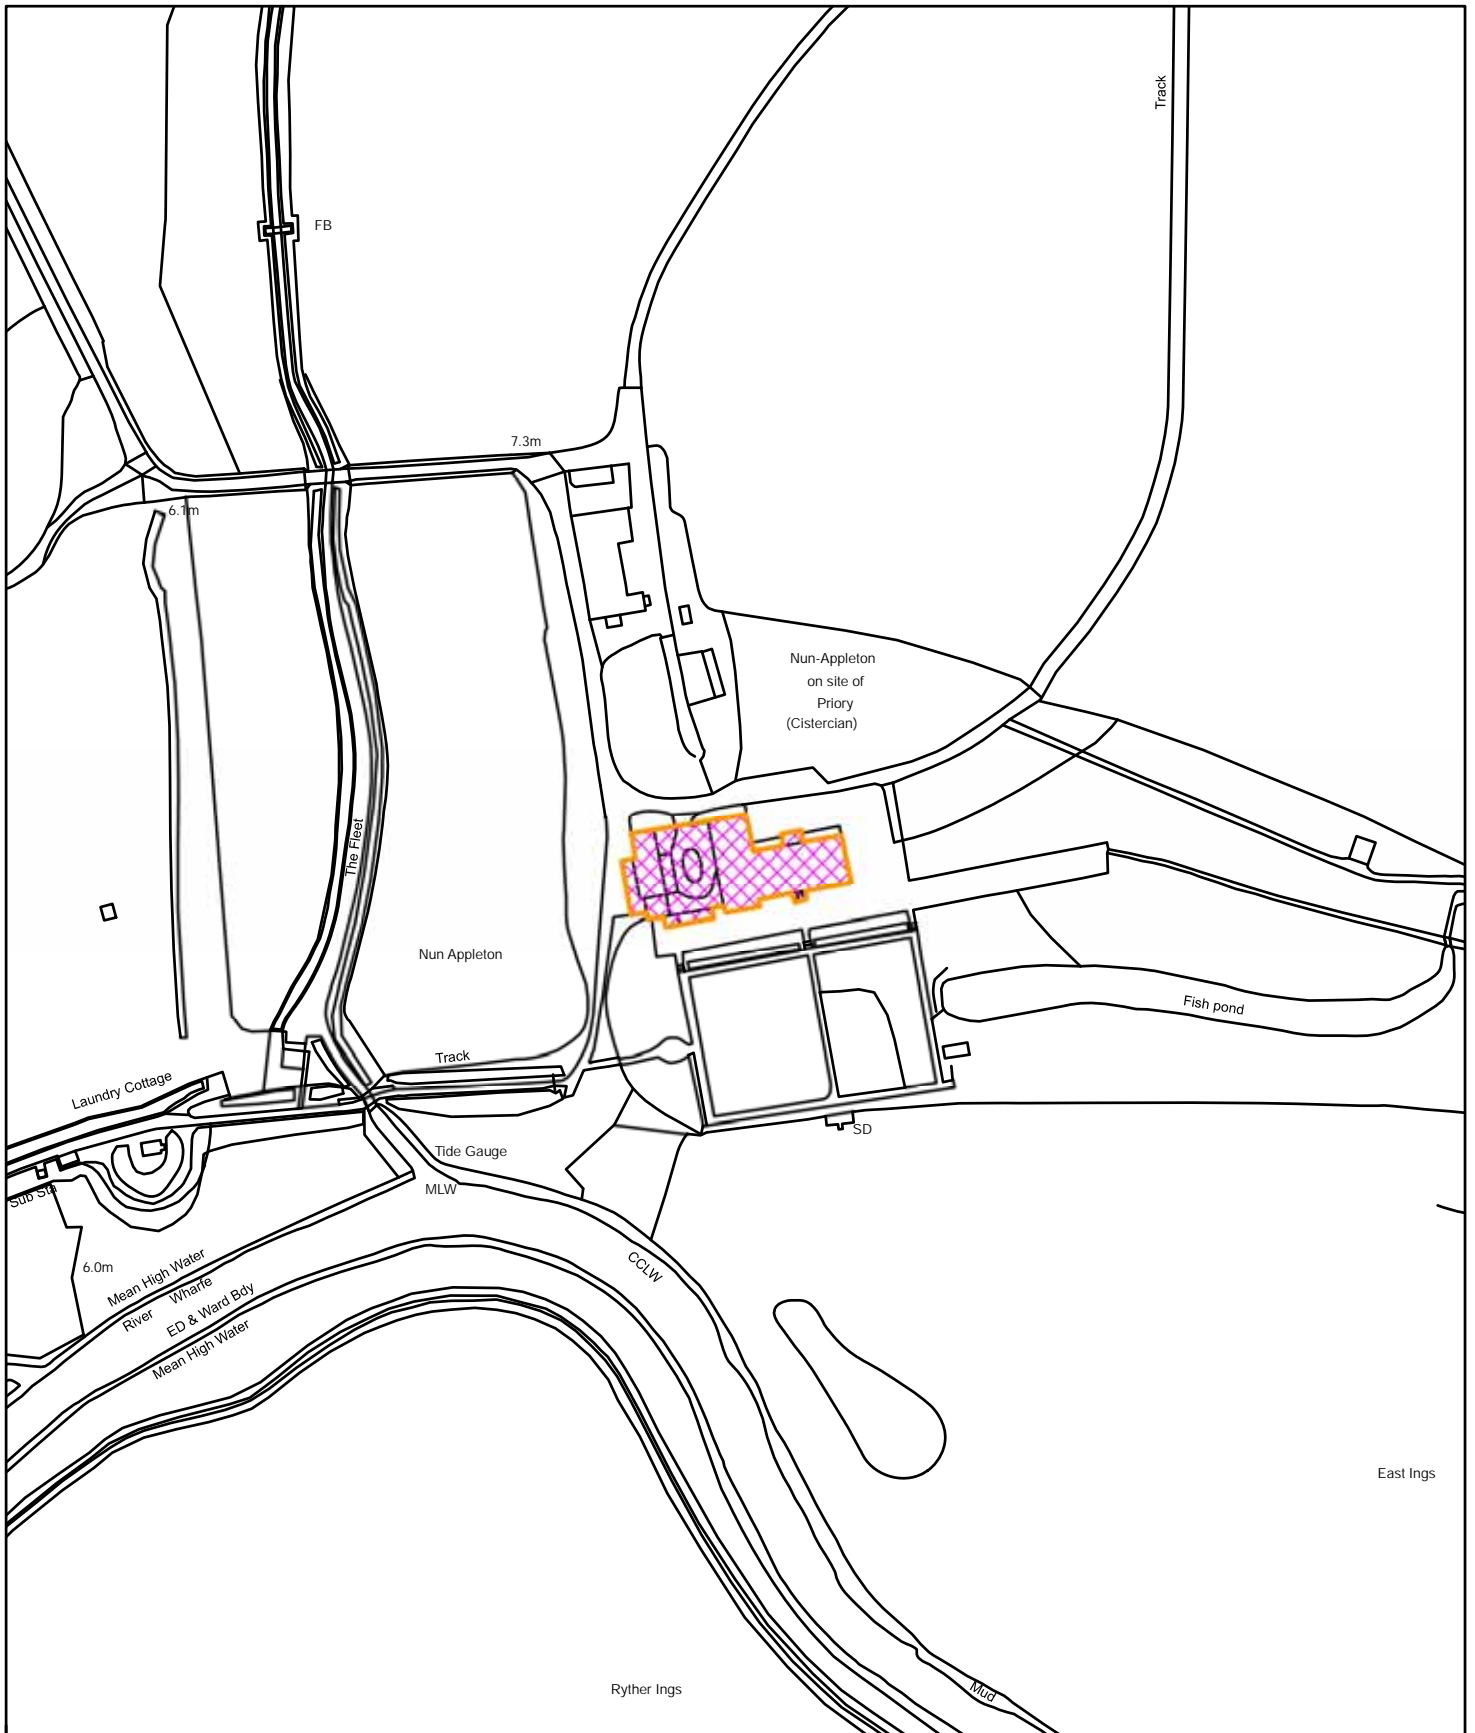 Track
FB
7.3m
6.1m
Nun-Appleton
on site of
Priory
(Cistercian)
The Fleet
Nun Appleton
Fish pond
Track
Laundry Cottage
SD
Tide Gauge
MLW
Sub Sta
6.0m
Mean High Water
River Wharfe
ED & Ward Bdy
Mean High Water
CCLW
East Ings
Ryther Ings
Mud